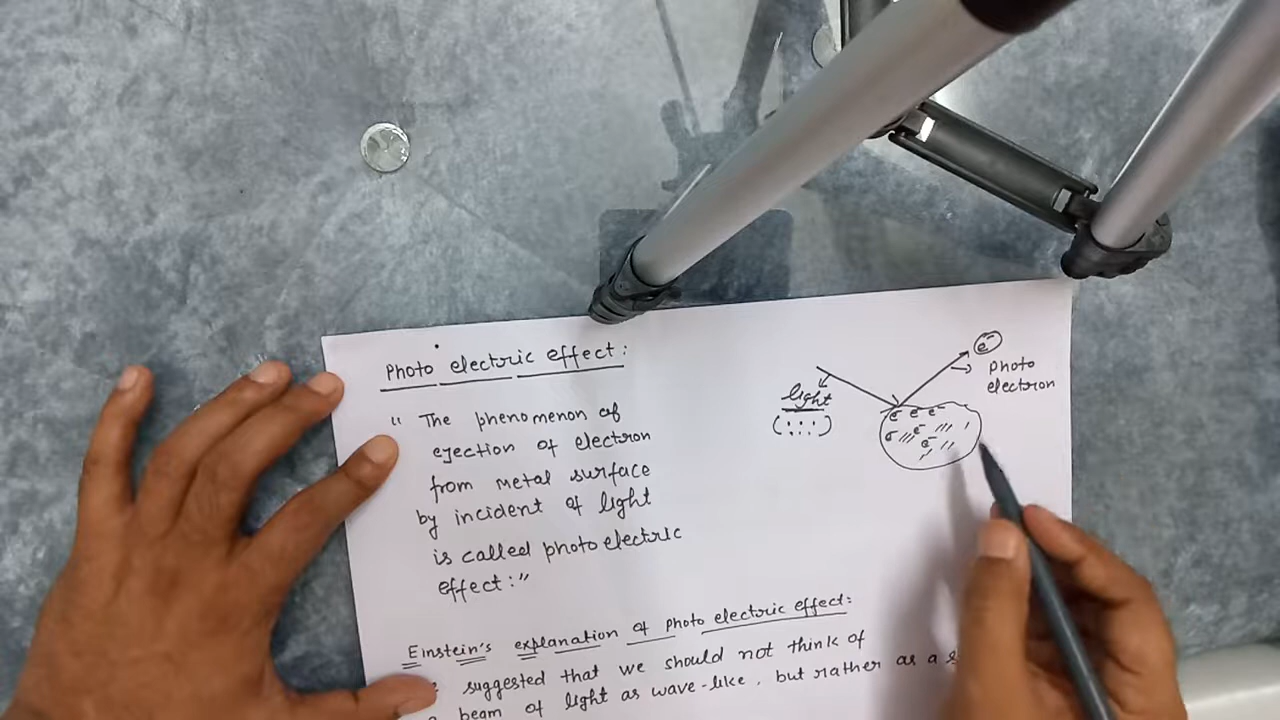 Photo electric effect:
" The phenomenon of
ejection of electron
from metal surface
by incident of light
is called photo electric
effect:"
light
(:::)
e⁻
Photo
electron
e⁻ e⁻ e⁻
e⁻ e⁻
e⁻
Einstein's explanation of Photo electric effect:
suggested that we should not think of
beam of light as wave-like, but rather as a